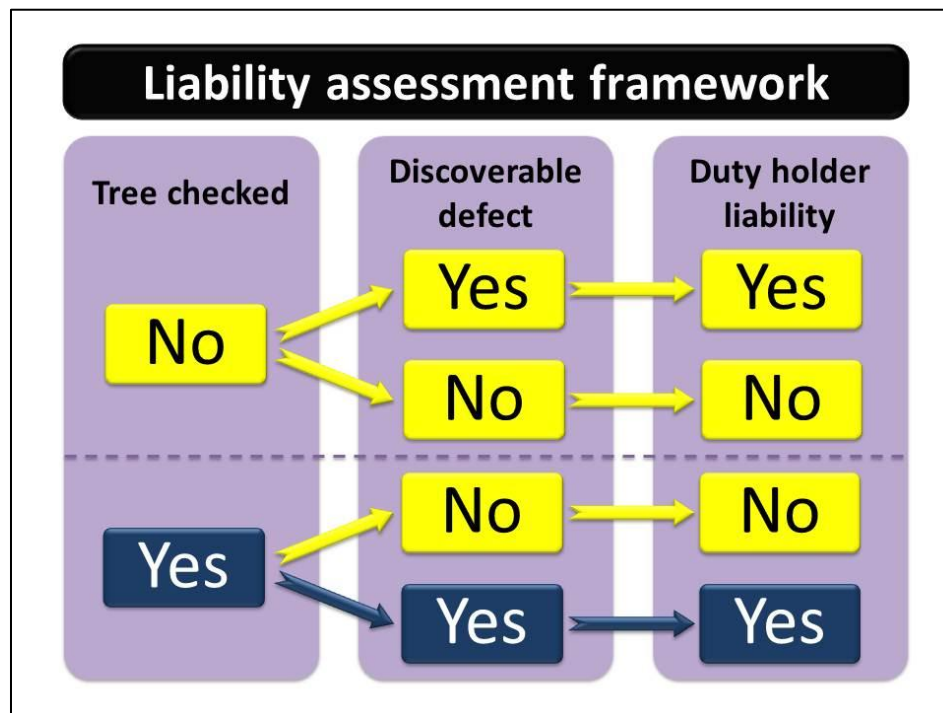 Liability assessment framework
Tree checked
Discoverable
defect
Duty holder
liability
No
Yes
Yes
No
No
Yes
No
No
Yes
Yes